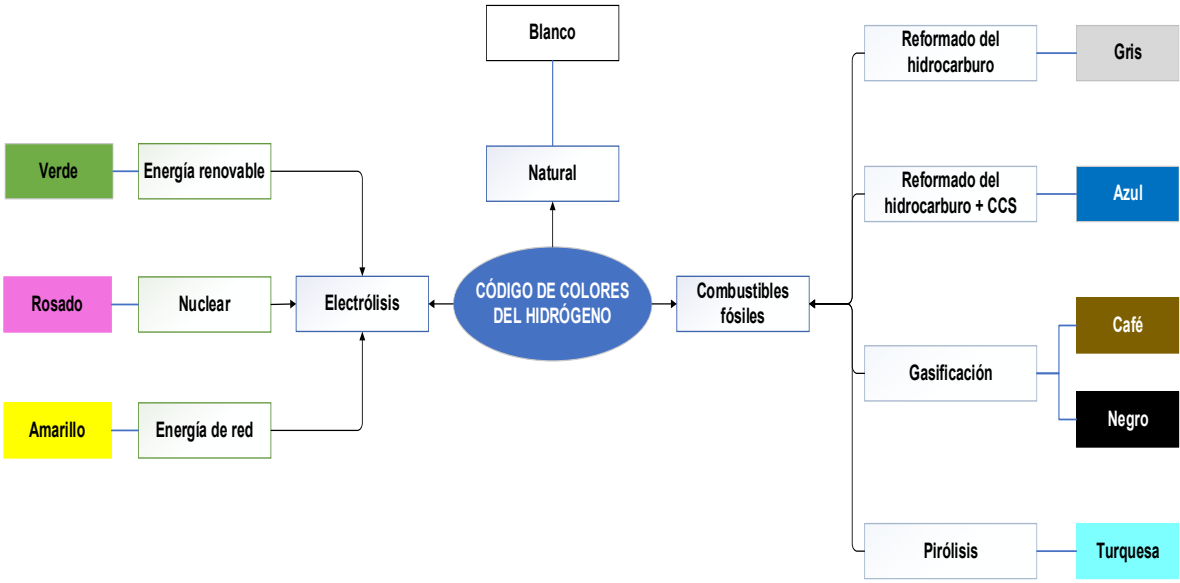 Blanco
Reformado del
hidrocarburo
Gris
Verde
Energía renovable
Natural
Reformado del
hidrocarburo + CCS
Azul
Rosado
Nuclear
Electrólisis
CÓDIGO DE COLORES
DEL HIDRÓGENO
Combustibles
fósiles
Café
Gasificación
Negro
Amarillo
Energía de red
Pirólisis
Turquesa